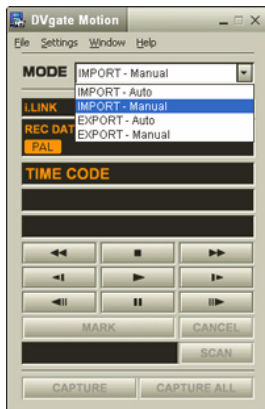 DVgate Motion
File Settings Window Help
MODE IMPORT - Manual
IMPORT - Auto
i.LINK IMPORT - Manual
REC DAT EXPORT - Auto
EXPORT - Manual
PAL
TIME CODE
MARK CANCEL
SCAN
CAPTURE CAPTURE ALL